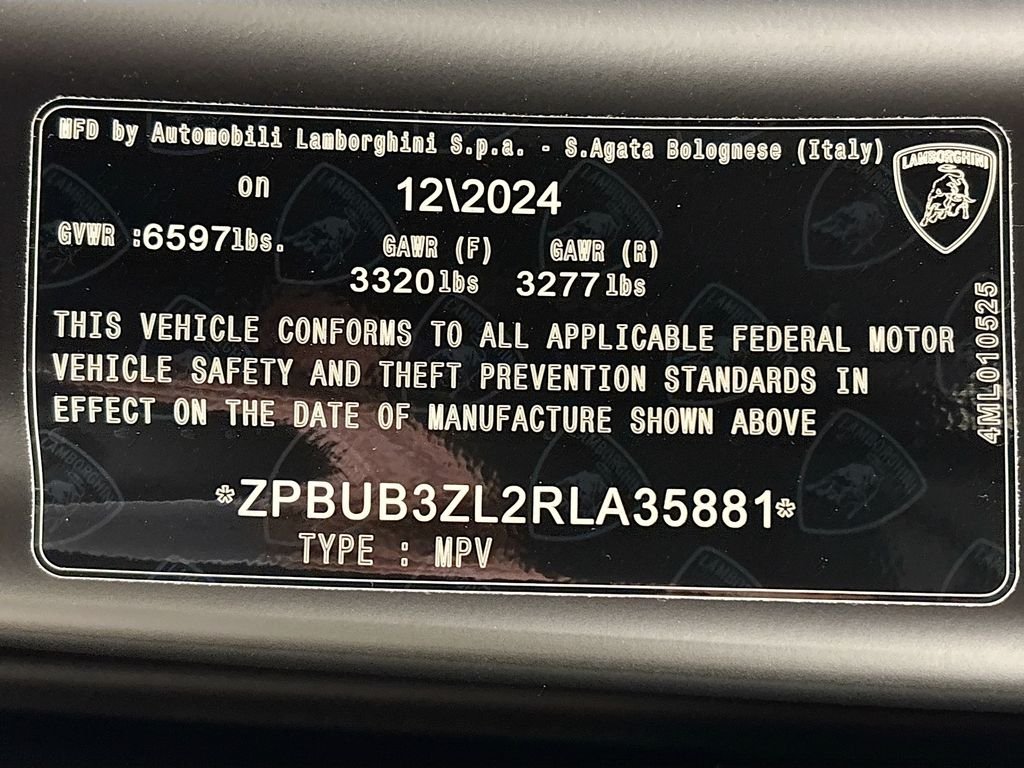 MFD by Automobili Lamborghini S.p.a. - S.Agata Bolognese (Italy)
LAMBORGHINI
on 12\2024
GVWR :6597lbs. GAWR (F) GAWR (R)
3320lbs 3277lbs
THIS VEHICLE CONFORMS TO ALL APPLICABLE FEDERAL MOTOR
VEHICLE SAFETY AND THEFT PREVENTION STANDARDS IN
EFFECT ON THE DATE OF MANUFACTURE SHOWN ABOVE
4ML010525
*ZPBUB3ZL2RLA35881*
TYPE : MPV